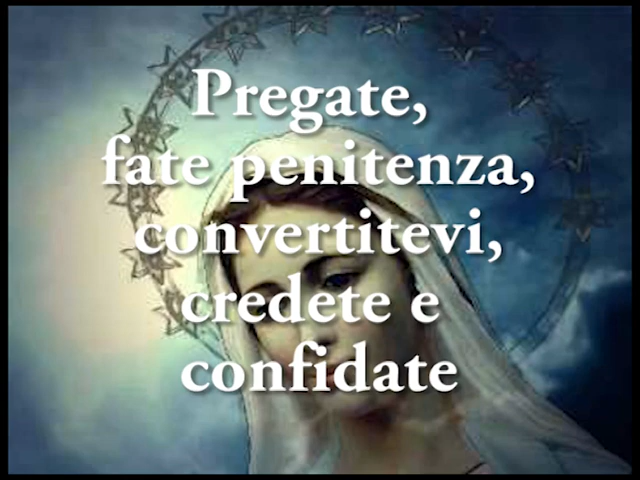 Pregate,
fate penitenza,
convertitevi,
credete e
confidate